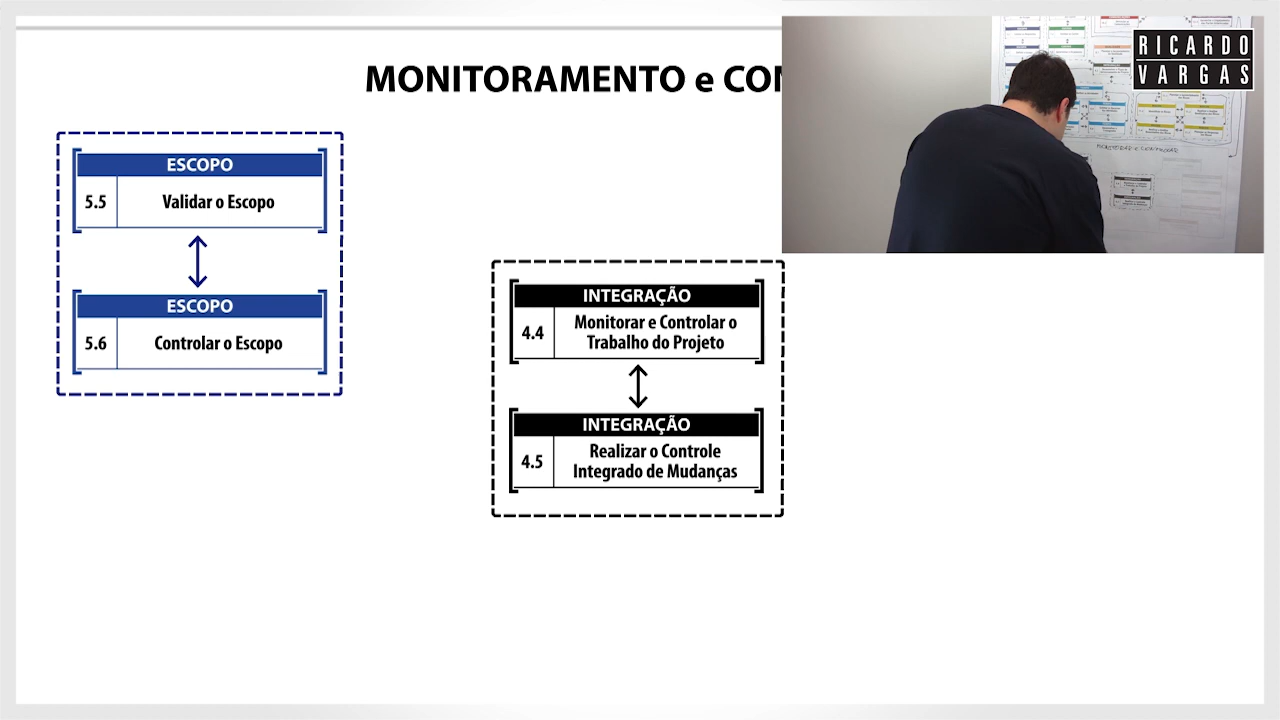 MONITORAMENTO e CON
RICARDO
VARGAS
ESCOPO
5.5
Validar o Escopo
ESCOPO
5.6
Controlar o Escopo
INTEGRAÇÃO
4.4
Monitorar e Controlar o
Trabalho do Projeto
INTEGRAÇÃO
4.5
Realizar o Controle
Integrado de Mudanças